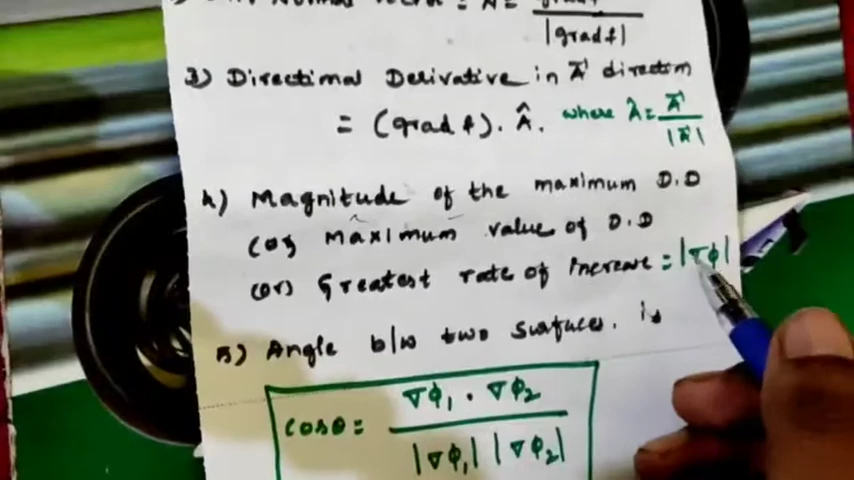 = grad f
|grad f|
3) Directional Derivative in A⃗ direction
= (grad f) . Â. where Â = A⃗ / |A⃗|
4) Magnitude of the maximum D.D
(or) Maximum value of D.D
(or) Greatest rate of increase = |∇φ|
5) Angle b/w two surfaces. is
cosθ = ∇φ₁ . ∇φ₂ / |∇φ₁| |∇φ₂|